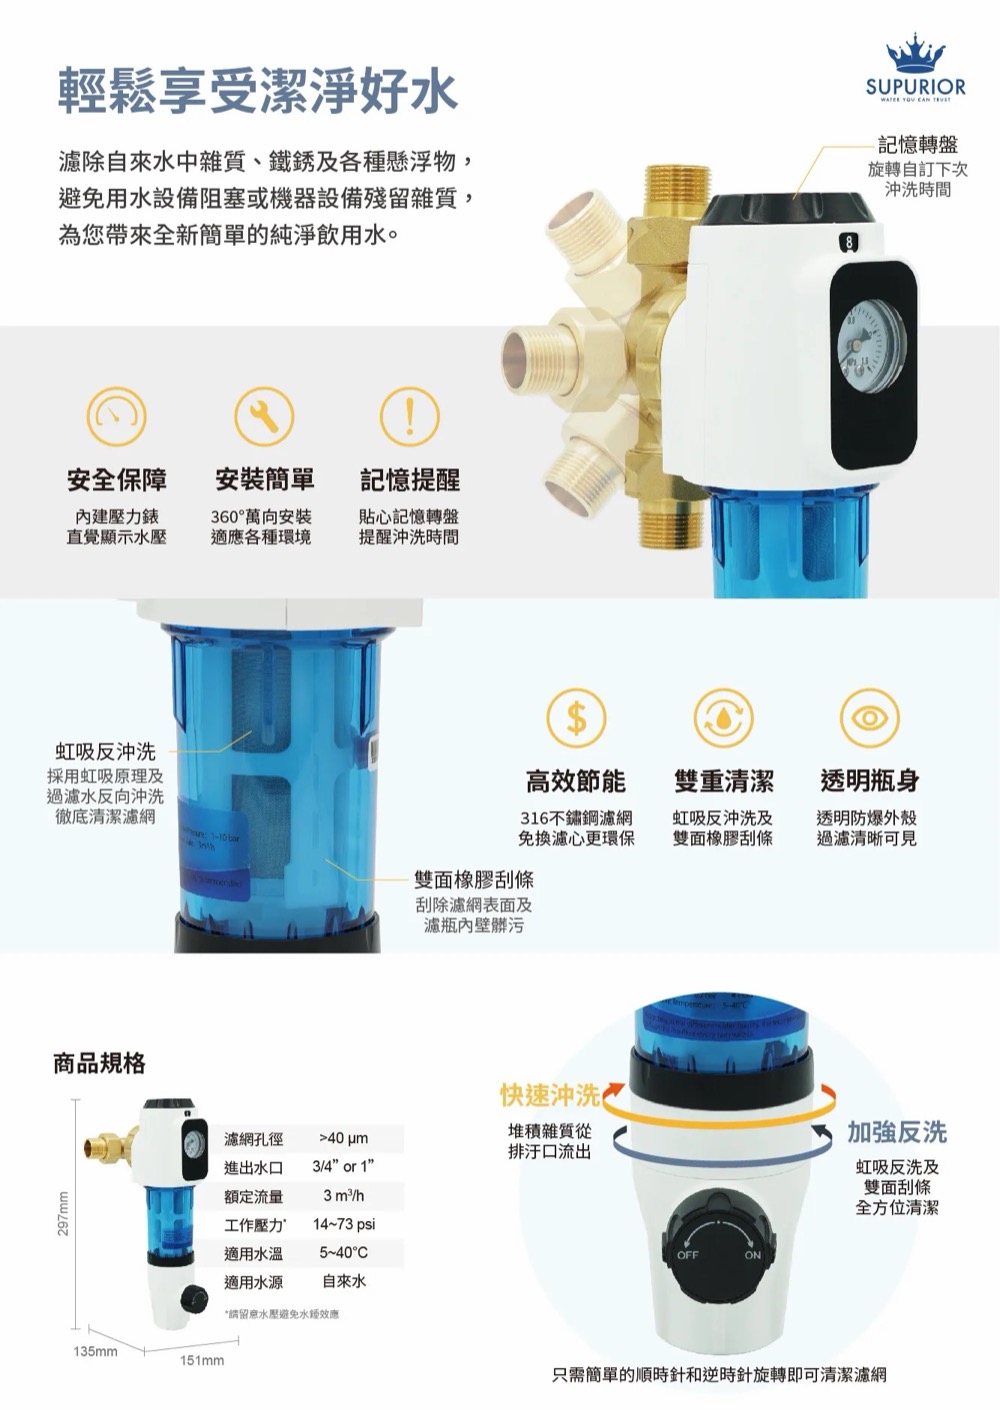 輕鬆享受潔淨好水
SUPURIOR
WATER YOU CAN TRUST
濾除自來水中雜質、鐵銹及各種懸浮物，
避免用水設備阻塞或機器設備殘留雜質，
為您帶來全新簡單的純淨飲用水。
記憶轉盤
旋轉自訂下次
沖洗時間
8
安全保障
內建壓力錶
直覺顯示水壓
安裝簡單
360°萬向安裝
適應各種環境
記憶提醒
貼心記憶轉盤
提醒沖洗時間
虹吸反沖洗
採用虹吸原理及
過濾水反向沖洗
徹底清潔濾網
高效節能
316不鏽鋼濾網
免換濾心更環保
雙重清潔
虹吸反沖洗及
雙面橡膠刮條
透明瓶身
透明防爆外殼
過濾清晰可見
雙面橡膠刮條
刮除濾網表面及
濾瓶內壁髒污
商品規格
濾網孔徑 >40 μm
進出水口 3/4” or 1”
額定流量 3 m³/h
工作壓力* 14~73 psi
適用水溫 5~40°C
適用水源 自來水
*請留意水壓避免水錘效應
297mm
135mm
151mm
快速沖洗
堆積雜質從
排汙口流出
加強反洗
虹吸反洗及
雙面刮條
全方位清潔
OFF
ON
只需簡單的順時針和逆時針旋轉即可清潔濾網